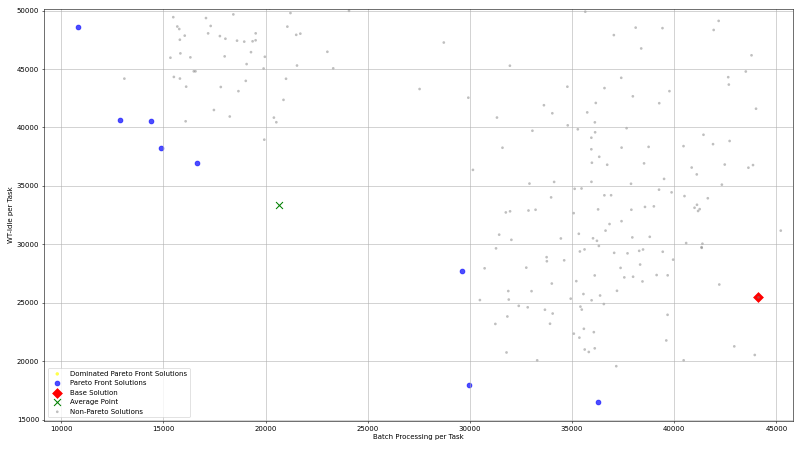 50000
45000
40000
35000
30000
25000
20000
15000
WT-Idle per Task
Dominated Pareto Front Solutions
Pareto Front Solutions
Base Solution
Average Point
Non-Pareto Solutions
10000 15000 20000 25000 30000 35000 40000 45000
Batch Processing per Task